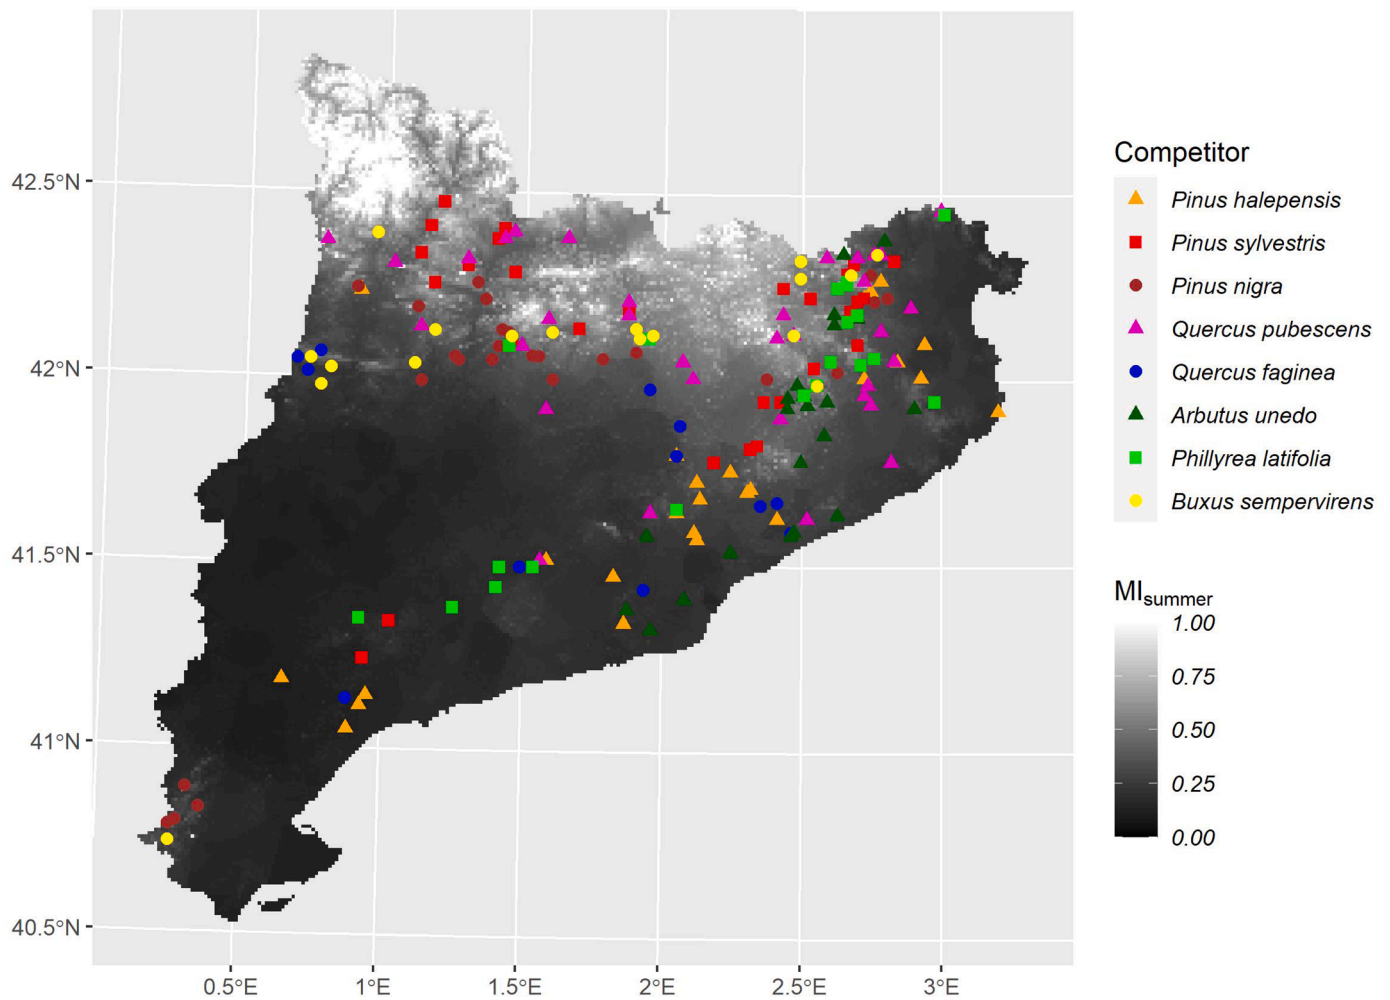 42.5°N
42°N
41.5°N
41°N
40.5°N
0.5°E
1°E
1.5°E
2°E
2.5°E
3°E
Competitor
Pinus halepensis
Pinus sylvestris
Pinus nigra
Quercus pubescens
Quercus faginea
Arbutus unedo
Phillyrea latifolia
Buxus sempervirens
MIsummer
1.00
0.75
0.50
0.25
0.00